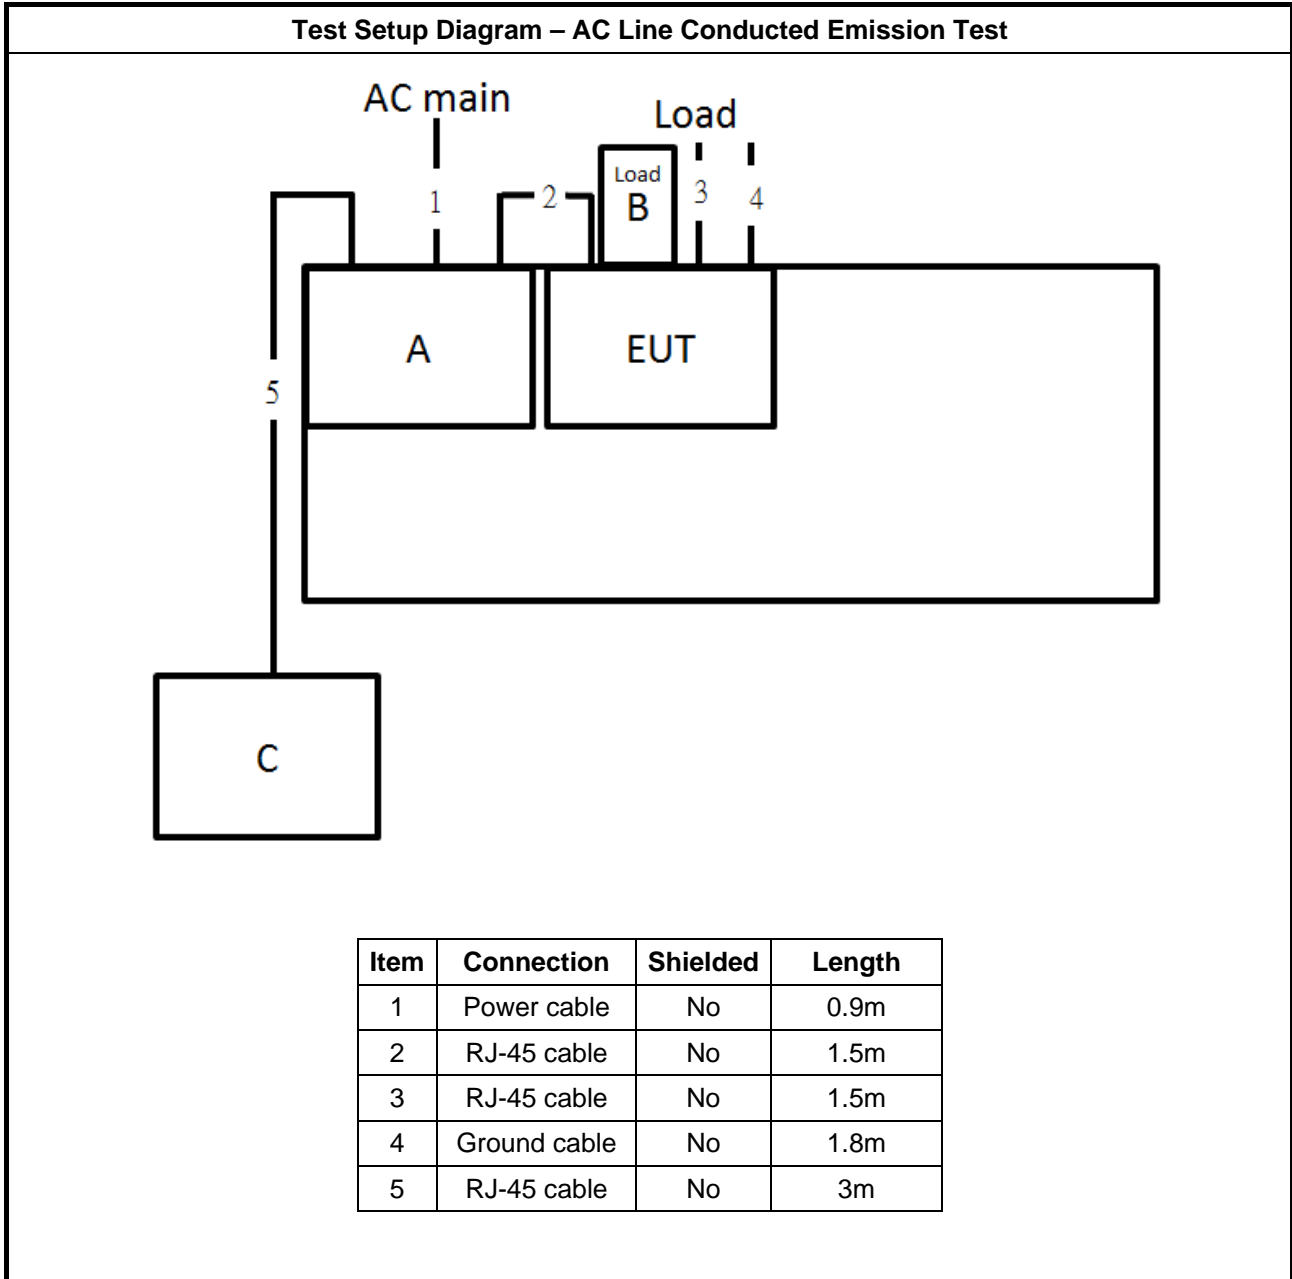 Test Setup Diagram – AC Line Conducted Emission Test
AC main
Load
Load
B
1
2
3
4
A
EUT
5
C
Item Connection Shielded Length
1 Power cable No 0.9m
2 RJ-45 cable No 1.5m
3 RJ-45 cable No 1.5m
4 Ground cable No 1.8m
5 RJ-45 cable No 3m